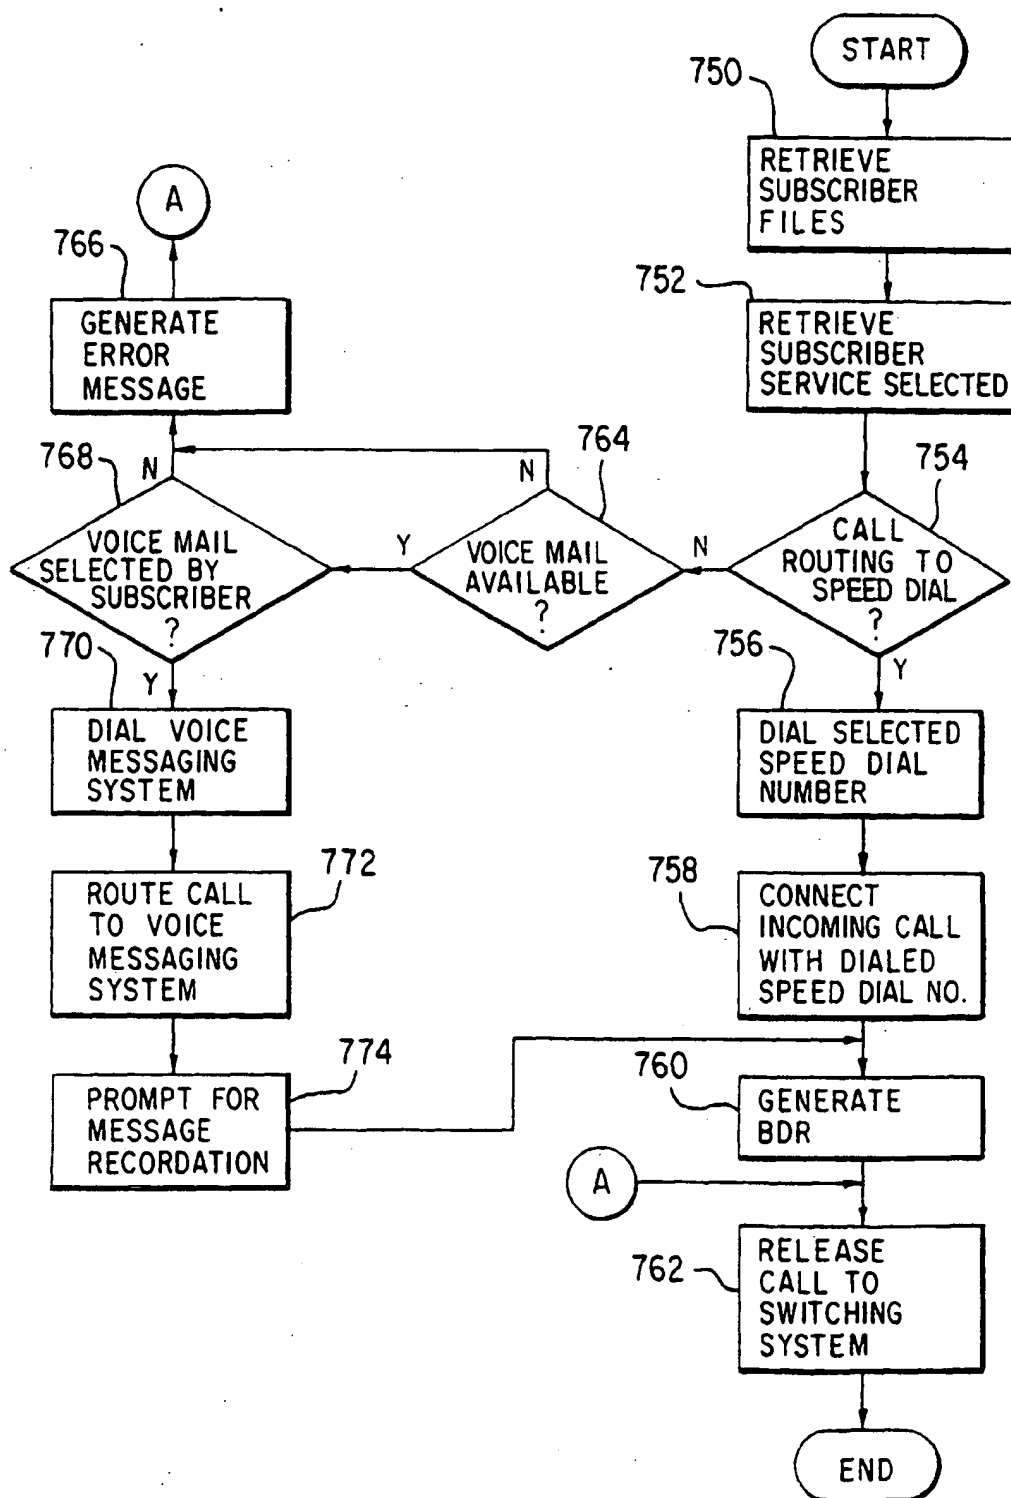 START
750
RETRIEVE
SUBSCRIBER
FILES
752
RETRIEVE
SUBSCRIBER
SERVICE SELECTED
754
CALL
ROUTING TO
SPEED DIAL
?
N
Y
764
VOICE MAIL
AVAILABLE
?
N
Y
768
VOICE MAIL
SELECTED BY
SUBSCRIBER
?
N
Y
766
GENERATE
ERROR
MESSAGE
A
770
DIAL VOICE
MESSAGING
SYSTEM
772
ROUTE CALL
TO VOICE
MESSAGING
SYSTEM
774
PROMPT FOR
MESSAGE
RECORDATION
756
DIAL SELECTED
SPEED DIAL
NUMBER
758
CONNECT
INCOMING CALL
WITH DIALED
SPEED DIAL NO.
760
GENERATE
BDR
A
762
RELEASE
CALL TO
SWITCHING
SYSTEM
END